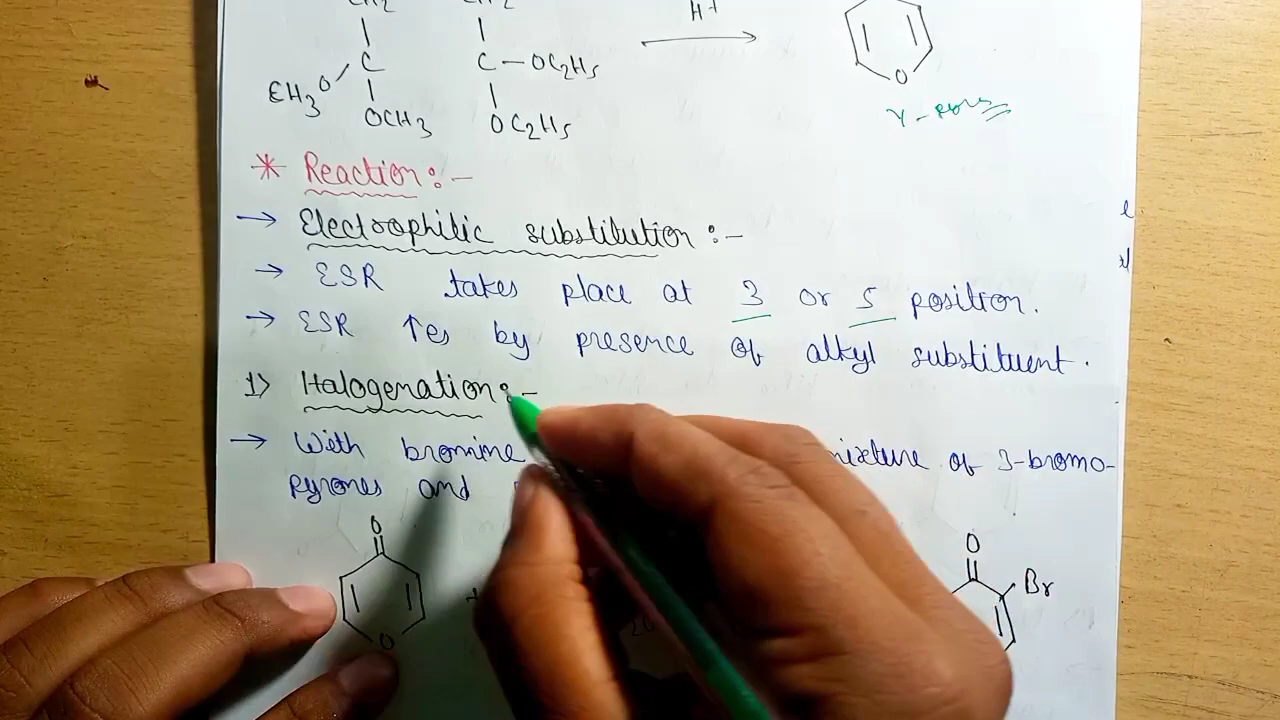 H+
C
C — OC2H5
CH3O
OCH3
OC2H5
O
* Reaction :-
→ Electrophilic substitution :-
→ ESR takes place at 3 or 5 position.
→ ESR ↑es by presence of alkyl substituent.
1) Halogenation :-
→ With bromine mixture of 3-bromo-
Pyrones and
O
O
Br
O
+